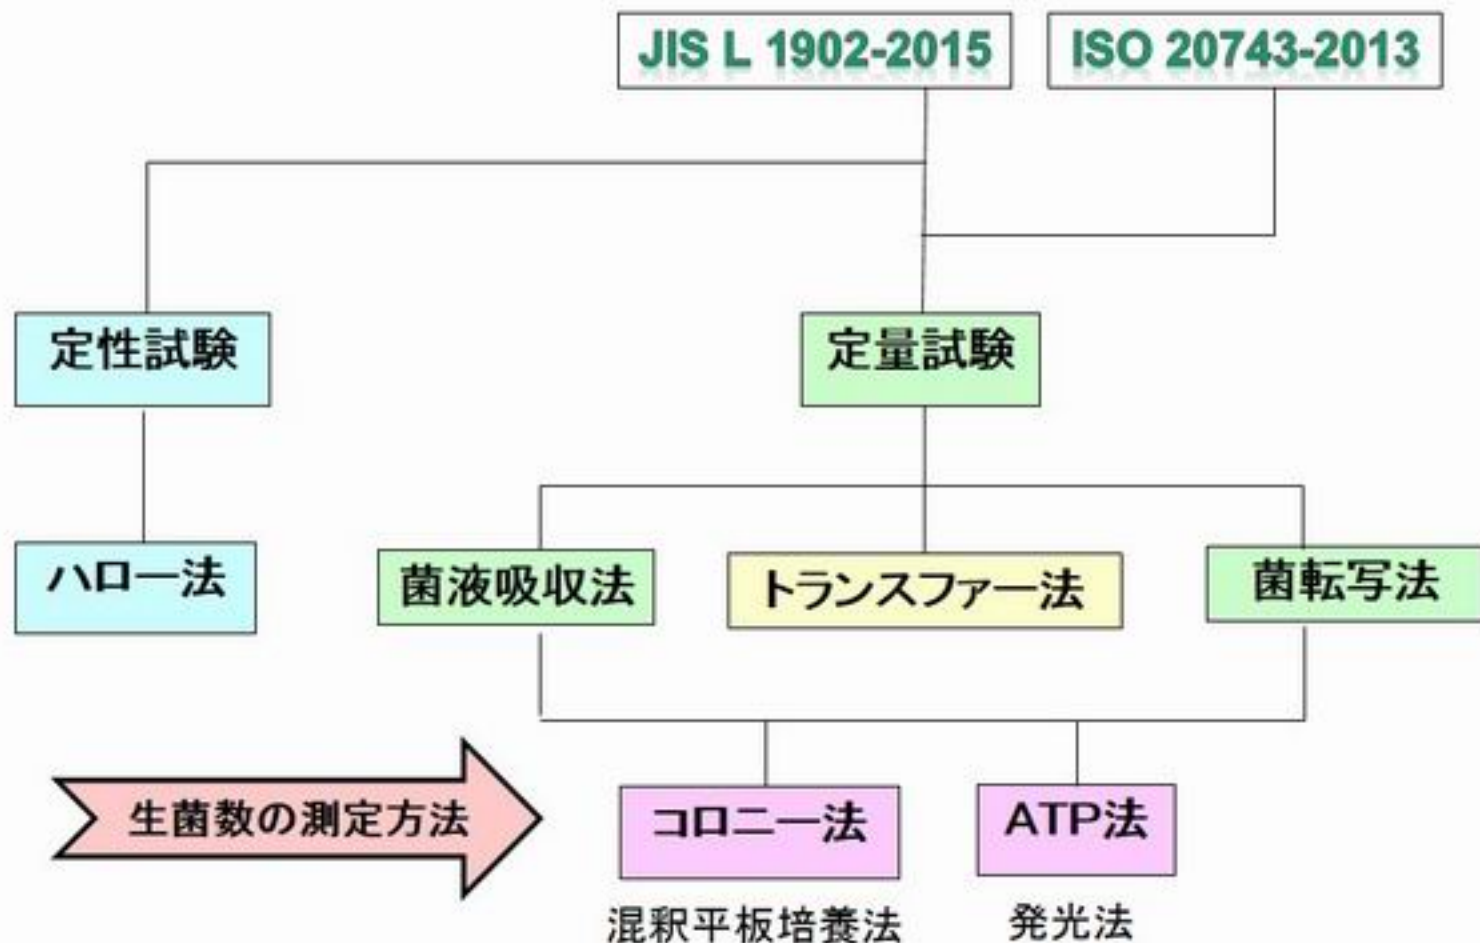 JIS L 1902-2015
ISO 20743-2013
定性試験
定量試験
ハロー法
菌液吸収法
トランスファー法
菌転写法
生菌数の測定方法
コロニー法
ATP法
混釈平板培養法
発光法